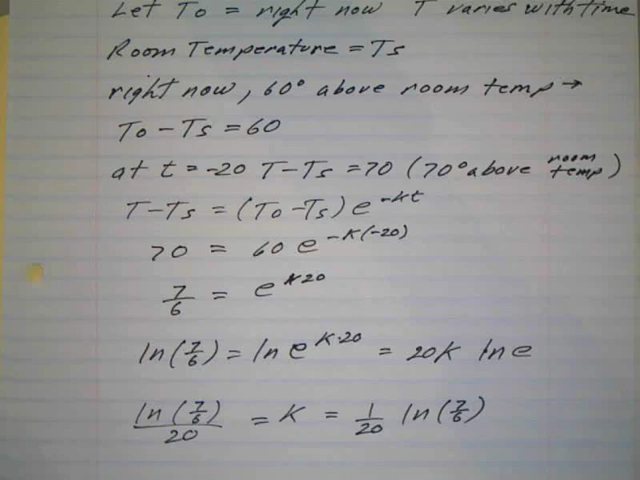 Let To = right now T varies with time
Room Temperature = Ts
right now, 60° above room temp →
To - Ts = 60
at t = -20 T - Ts = 70 (70° above room temp)
T - Ts = (To - Ts) e^-kt
70 = 60 e^-K(-20)
7/6 = e^K20
ln(7/6) = ln e^K·20 = 20K ln e
ln(7/6)/20 = K = 1/20 ln(7/6)